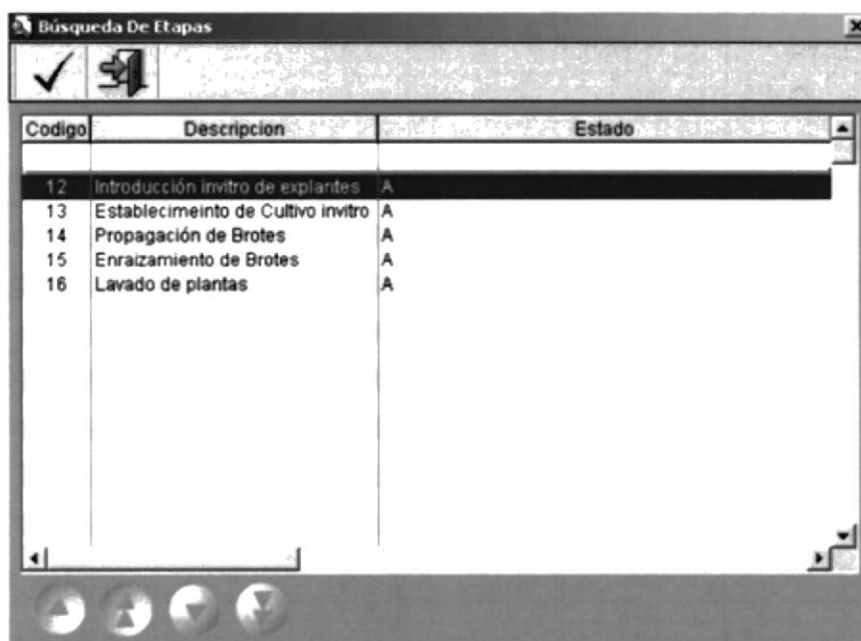 Búsqueda De Etapas
Codigo Descripcion Estado
12 Introducción invitro de explantes A
13 Establecimeinto de Cultivo invitro A
14 Propagación de Brotes A
15 Enraizamiento de Brotes A
16 Lavado de plantas A